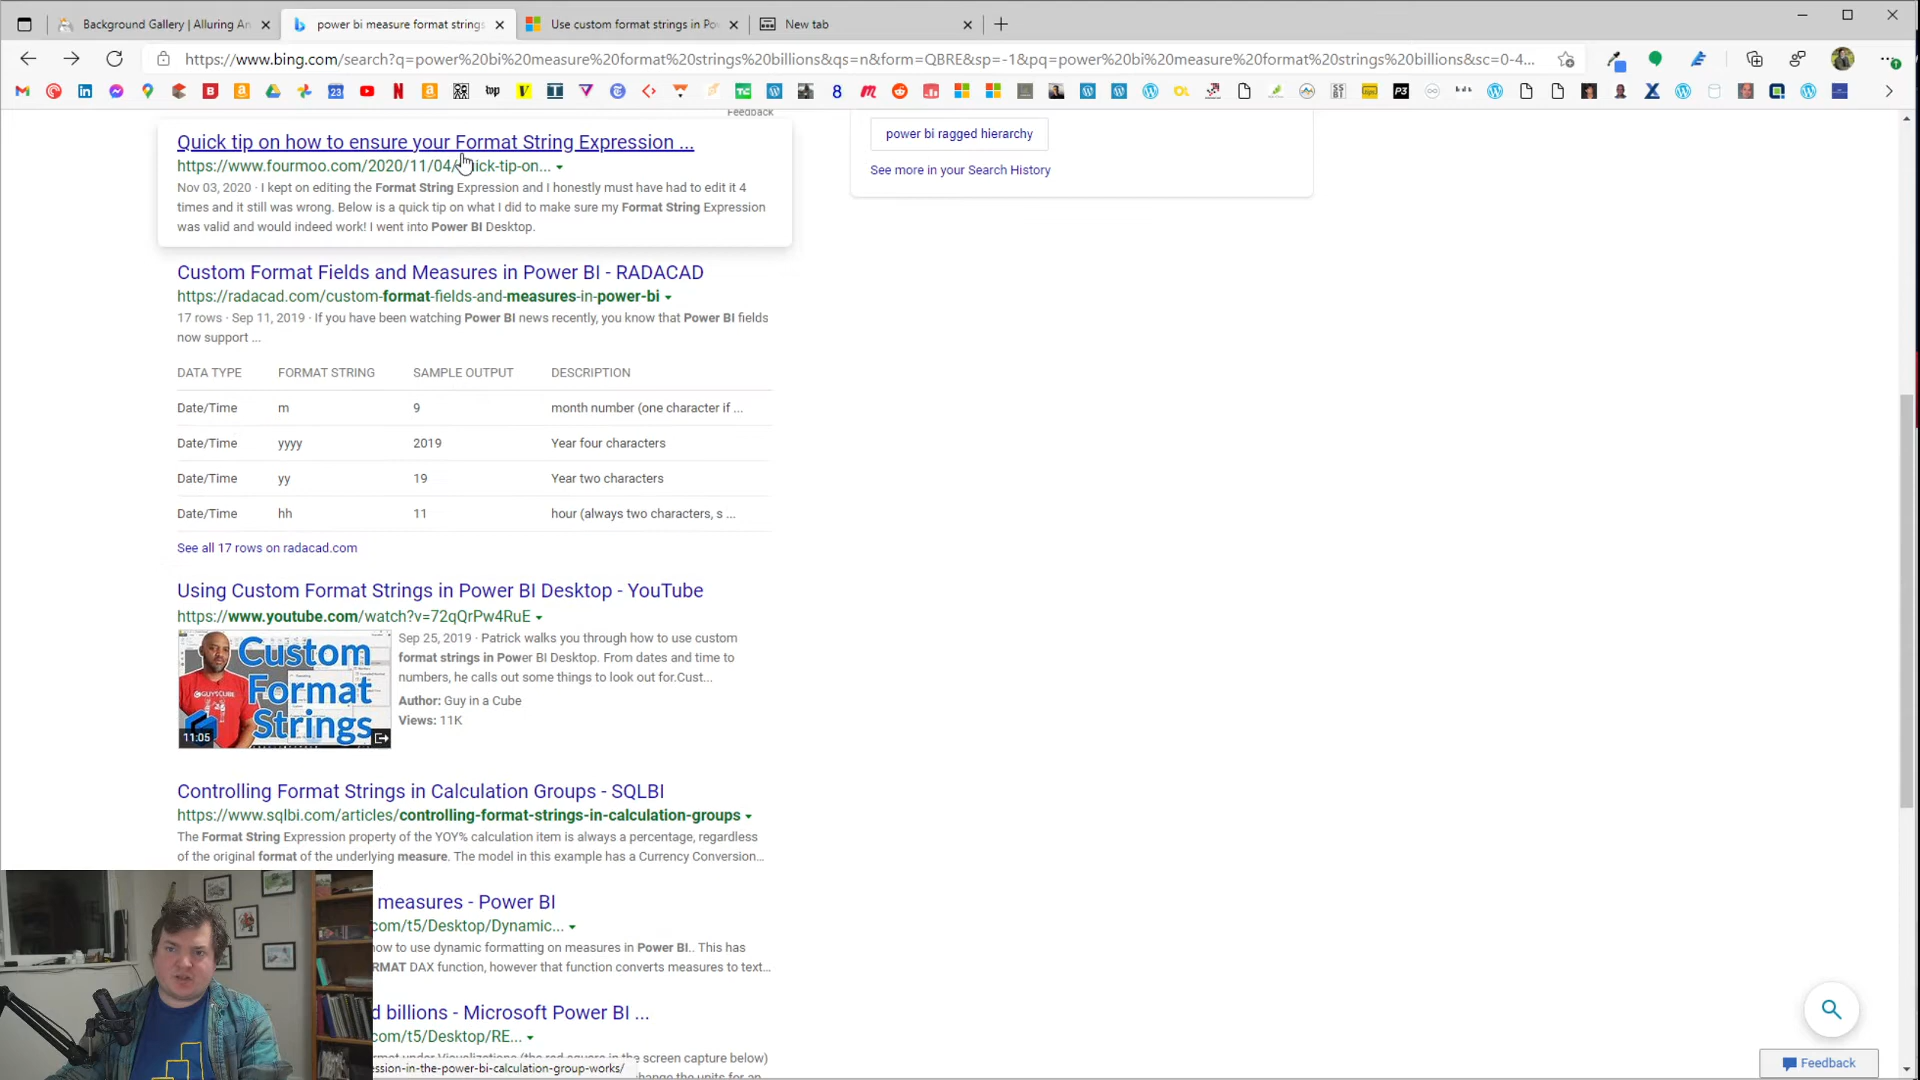 Background Gallery | Alluring An
power bi measure format strings
Use custom format strings in Po
New tab
https://www.bing.com/search?q=power%20bi%20measure%20format%20strings%20billions&qs=n&form=QBRE&sp=-1&pq=power%20bi%20measure%20format%20strings%20billions&sc=0-4...
Feedback
Quick tip on how to ensure your Format String Expression ...
https://www.fourmoo.com/2020/11/04/quick-tip-on...
Nov 03, 2020 · I kept on editing the Format String Expression and I honestly must have had to edit it 4
times and it still was wrong. Below is a quick tip on what I did to make sure my Format String Expression
was valid and would indeed work! I went into Power BI Desktop.
power bi ragged hierarchy
See more in your Search History
Custom Format Fields and Measures in Power BI - RADACAD
https://radacad.com/custom-format-fields-and-measures-in-power-bi
17 rows · Sep 11, 2019 · If you have been watching Power BI news recently, you know that Power BI fields
now support ...
DATA TYPE FORMAT STRING SAMPLE OUTPUT DESCRIPTION
Date/Time m 9 month number (one character if ...
Date/Time yyyy 2019 Year four characters
Date/Time yy 19 Year two characters
Date/Time hh 11 hour (always two characters, s ...
See all 17 rows on radacad.com
Using Custom Format Strings in Power BI Desktop - YouTube
https://www.youtube.com/watch?v=72qQrPw4RuE
Custom
Format
Strings
11:05
Sep 25, 2019 · Patrick walks you through how to use custom
format strings in Power BI Desktop. From dates and time to
numbers, he calls out some things to look out for.Cust...
Author: Guy in a Cube
Views: 11K
Controlling Format Strings in Calculation Groups - SQLBI
https://www.sqlbi.com/articles/controlling-format-strings-in-calculation-groups
The Format String Expression property of the YOY% calculation item is always a percentage, regardless
of the original format of the underlying measure. The model in this example has a Currency Conversion...
measures - Power BI
com/t5/Desktop/Dynamic...
how to use dynamic formatting on measures in Power BI.. This has
RMAT DAX function, however that function converts measures to text...
d billions - Microsoft Power BI ...
com/t5/Desktop/RE...
rmat under Visualizations (the red square in the screen capture below)
ession-in-the-power-bi-calculation-group-works/
hange the units for an
Feedback